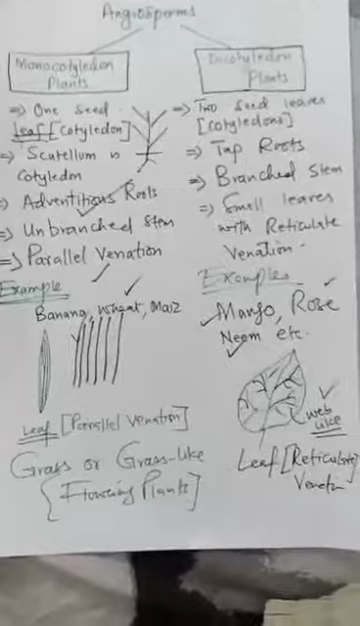 Angiosperms
Monocotyledon
Plants
=> One Seed
Leaf [Cotyledon]
=> Scutellum is
Cotyledon
=> Adventitious Roots
=> Unbranched Stem
=> Parallel Venation
Example
Banana, Wheat, Maiz
Leaf [Parallel Venation]
Grass or Grass-like
[Flowering Plants]
Dicotyledon
Plants
=> Two Seed leaves
[Cotyledons]
=> Tap Roots
=> Branched Stem
=> Small leaves
with Reticulate
Venation.
Examples
Mango, Rose
Neem etc.
web
like
Leaf [Reticulate]